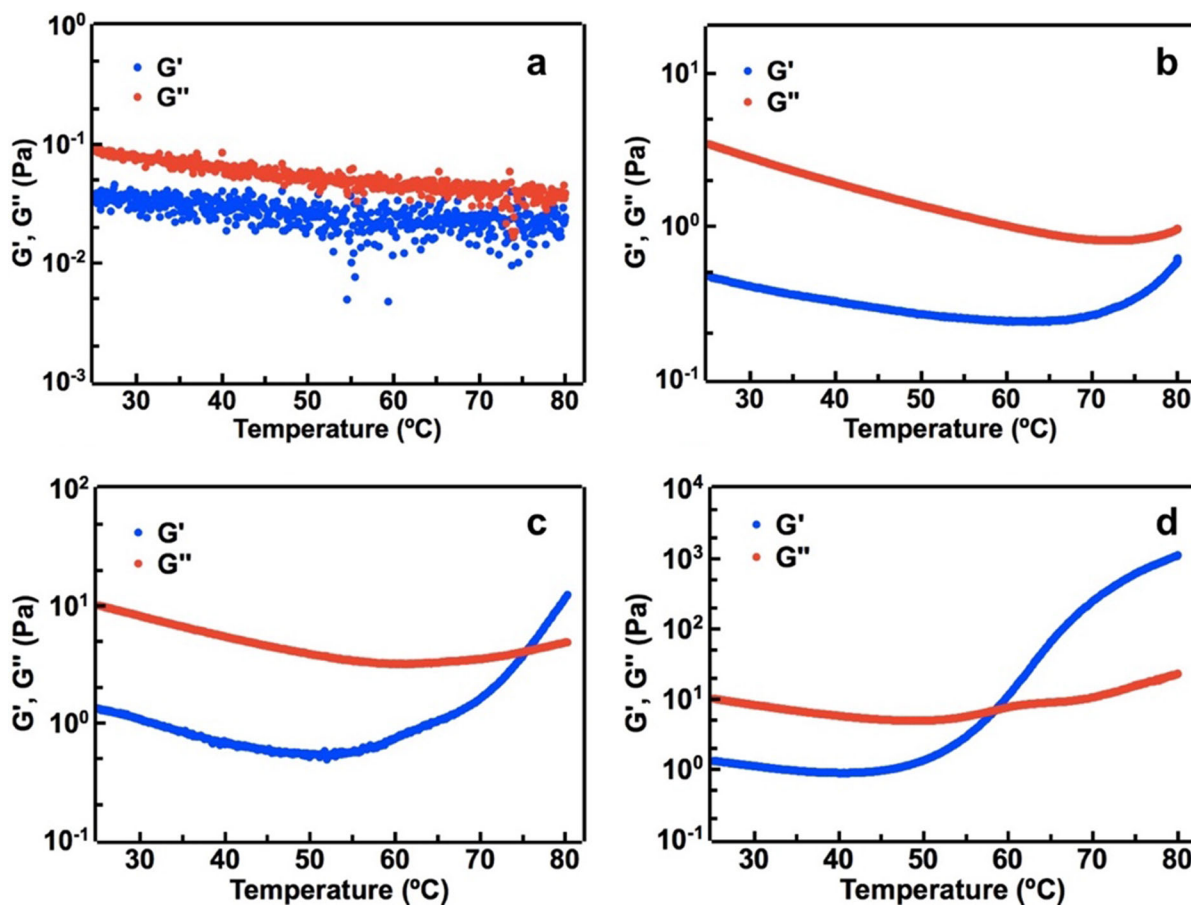 a
G'
G''
10⁰
10⁻¹
10⁻²
10⁻³
G', G'' (Pa)
30 40 50 60 70 80
Temperature (ºC)
b
G'
G''
10¹
10⁰
10⁻¹
G', G'' (Pa)
30 40 50 60 70 80
Temperature (ºC)
c
G'
G''
10²
10¹
10⁰
10⁻¹
G', G'' (Pa)
30 40 50 60 70 80
Temperature (ºC)
d
G'
G''
10⁴
10³
10²
10¹
10⁰
10⁻¹
G', G'' (Pa)
30 40 50 60 70 80
Temperature (ºC)